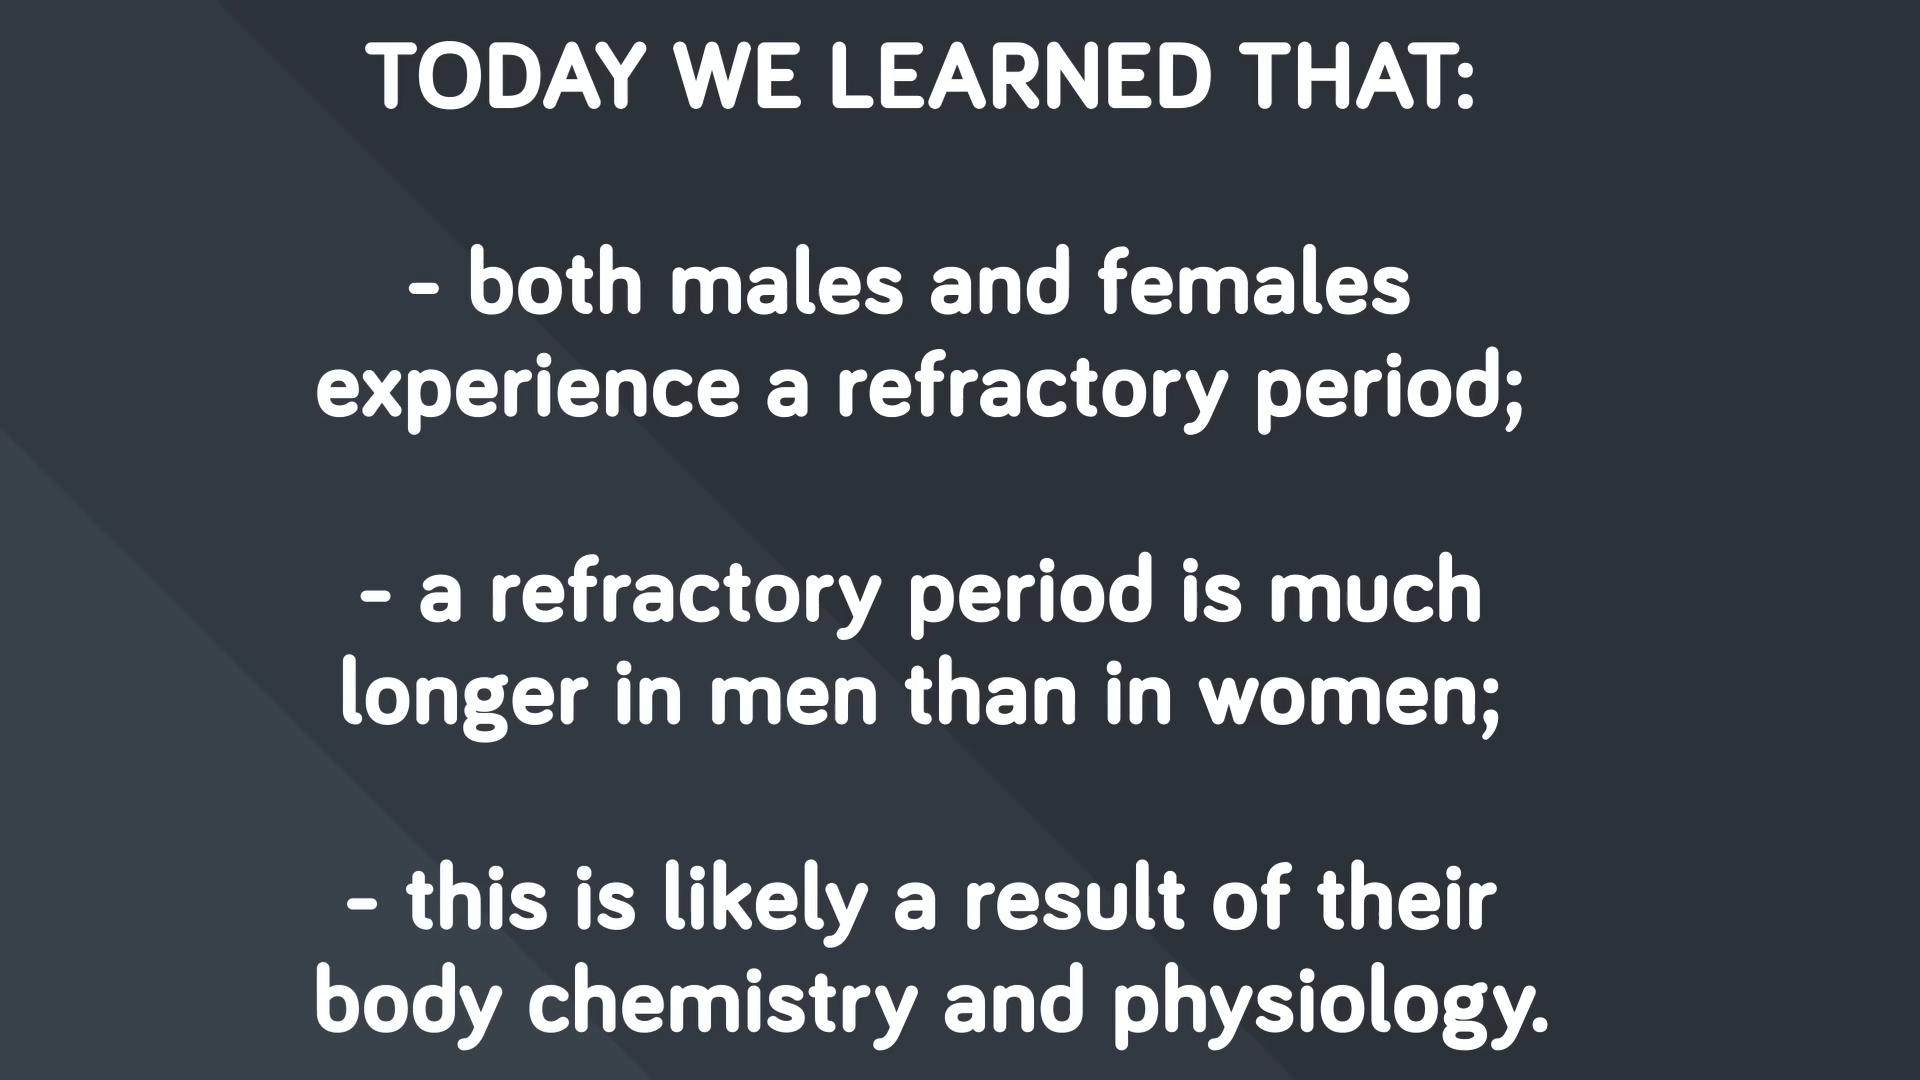 TODAY WE LEARNED THAT:
- both males and females
experience a refractory period;
- a refractory period is much
longer in men than in women;
- this is likely a result of their
body chemistry and physiology.